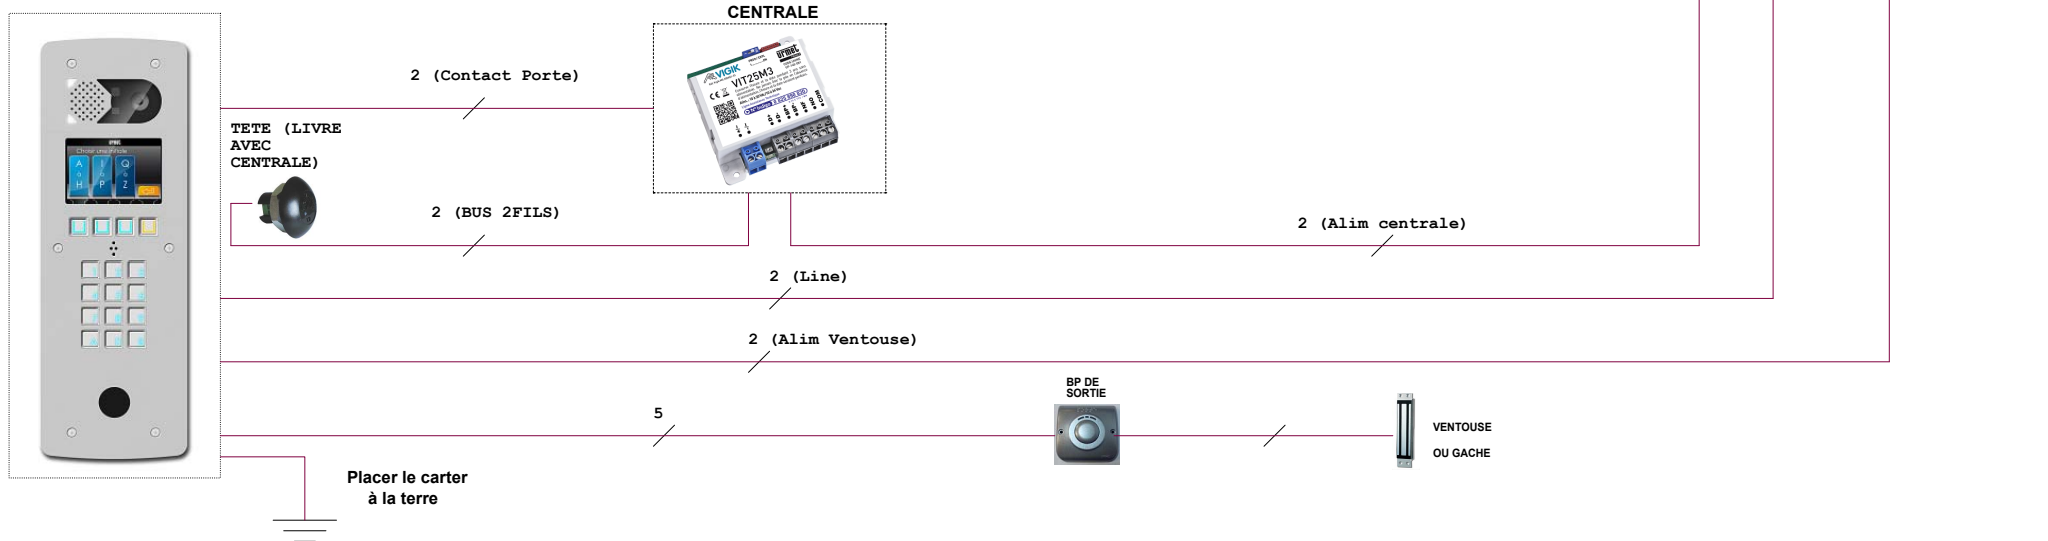 CENTRALE
2 (Contact Porte)
VIGIK
VIT25M3
urmet
TETE (LIVRE
AVEC
CENTRALE)
A
à
H
I
à
P
Q
à
Z
2 (BUS 2FILS)
2 (Alim centrale)
2 (Line)
2 (Alim Ventouse)
BP DE
SORTIE
5
VENTOUSE
OU GACHE
Placer le carter
à la terre